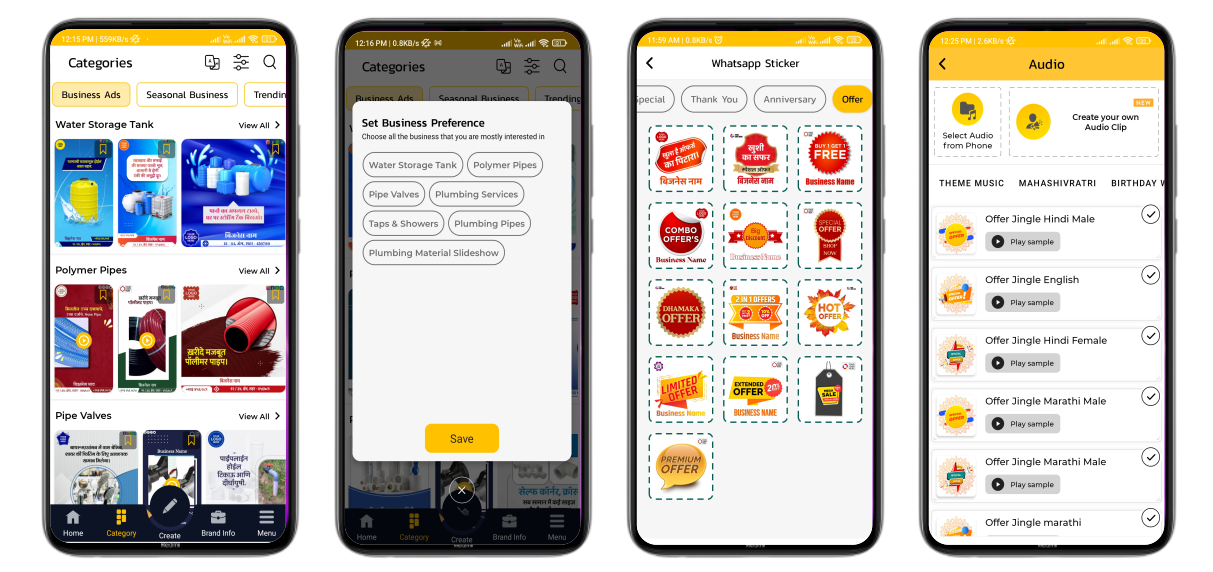 12:15 PM | 559KB/s
Categories
Business Ads
Seasonal Business
Trendin
Water Storage Tank
View All
बिजनेस नाम
Polymer Pipes
View All
ख़रीदे मजबूत
पॉलीमर पाइप।
बिजनेस नाम
Pipe Valves
View All
Business Name
पाईपलाईन
होईल
टिकाऊ आणि
दीर्घायुषी.
Home
Category
Create
Brand Info
Menu
12:16 PM | 0.8KB/s
Categories
Business Ads
Seasonal Business
Trending
Set Business Preference
Choose all the business that you are mostly interested in
Water Storage Tank
Polymer Pipes
Pipe Valves
Plumbing Services
Taps & Showers
Plumbing Pipes
Plumbing Material Slideshow
Save
Home
Category
Create
Brand Info
Menu
11:59 AM | 0.8KB/s
Whatsapp Sticker
Special
Thank You
Anniversary
Offer
खुला है ऑफर्स
का पिटारा!
बिजनेस नाम
खुशी
का सफर
स्पेशल ऑफर
बिजनेस नाम
BUY 1 GET 1
FREE
Business Name
COMBO
OFFER'S
Business Name
Big
Discount
Business Name
SPECIAL
OFFER
SHOP
NOW
DHAMAKA
OFFER
2 IN 1 OFFERS
Business Name
HOT
OFFER
LIMITED
OFFER
Business Name
EXTENDED
OFFER
BUSINESS NAME
MEGA
SALE
PREMIUM
OFFER
12:25 PM | 2.6KB/s
Audio
Select Audio
from Phone
NEW
Create your own
Audio Clip
THEME MUSIC
MAHASHIVRATRI
BIRTHDAY W
Offer Jingle Hindi Male
Play sample
Offer Jingle English
Play sample
Offer Jingle Hindi Female
Play sample
Offer Jingle Marathi Male
Play sample
Offer Jingle Marathi Male
Play sample
Offer Jingle marathi